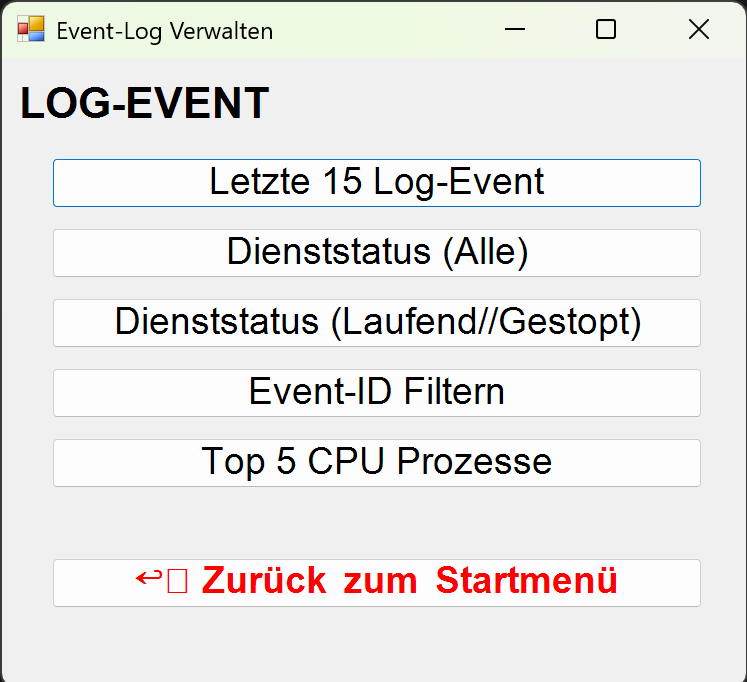 Event-Log Verwalten
LOG-EVENT
Letzte 15 Log-Event
Dienststatus (Alle)
Dienststatus (Laufend//Gestopt)
Event-ID Filtern
Top 5 CPU Prozesse
↩□ Zurück zum Startmenü